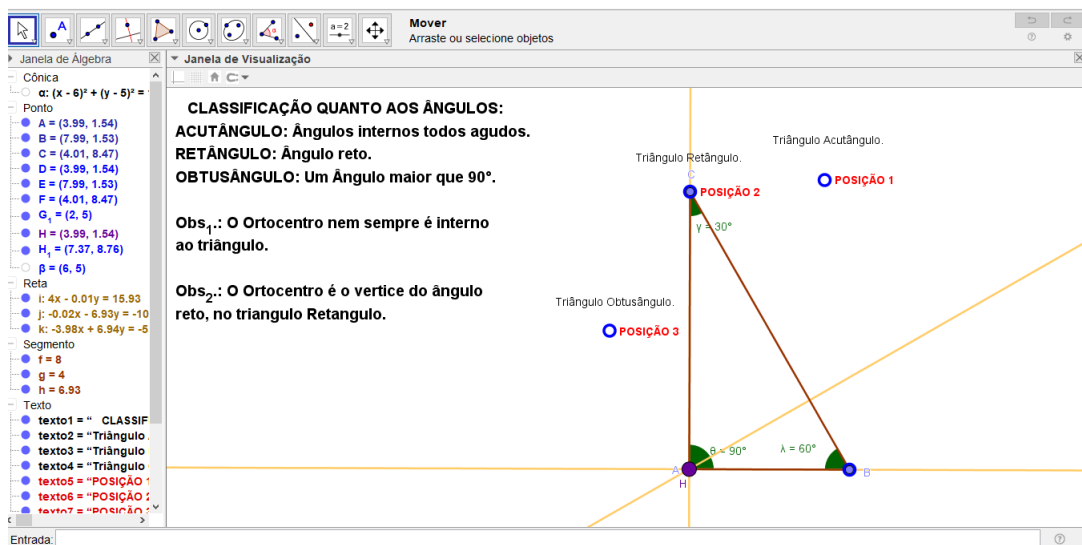 Mover
Arraste ou selecione objetos
A
α
a=2
Janela de Álgebra
Janela de Visualização
Cônica
α: (x - 6)² + (y - 5)² =
Ponto
A = (3.99, 1.54)
B = (7.99, 1.53)
C = (4.01, 8.47)
D = (3.99, 1.54)
E = (7.99, 1.53)
F = (4.01, 8.47)
G₁ = (2, 5)
H = (3.99, 1.54)
H₁ = (7.37, 8.76)
β = (6, 5)
Reta
i: 4x - 0.01y = 15.93
j: -0.02x - 6.93y = -10
k: -3.98x + 6.94y = -5
Segmento
f = 8
g = 4
h = 6.93
Texto
texto1 = “ CLASSIF
texto2 = “Triângulo
texto3 = “Triângulo
texto4 = “Triângulo
texto5 = “POSIÇÃO 1
texto6 = “POSIÇÃO 2
texto7 = “POSIÇÃO
CLASSIFICAÇÃO QUANTO AOS ÂNGULOS:
ACUTÂNGULO: Ângulos internos todos agudos.
RETÂNGULO: Ângulo reto.
OBTUSÂNGULO: Um Ângulo maior que 90°.
Obs₁.: O Ortocentro nem sempre é interno
ao triângulo.
Obs₂.: O Ortocentro é o vertice do ângulo
reto, no triangulo Retangulo.
Triângulo Acutângulo.
POSIÇÃO 1
Triângulo Retângulo.
C
POSIÇÃO 2
γ = 30°
Triângulo Obtusângulo.
POSIÇÃO 3
θ = 90°
λ = 60°
A
B
H
Entrada: